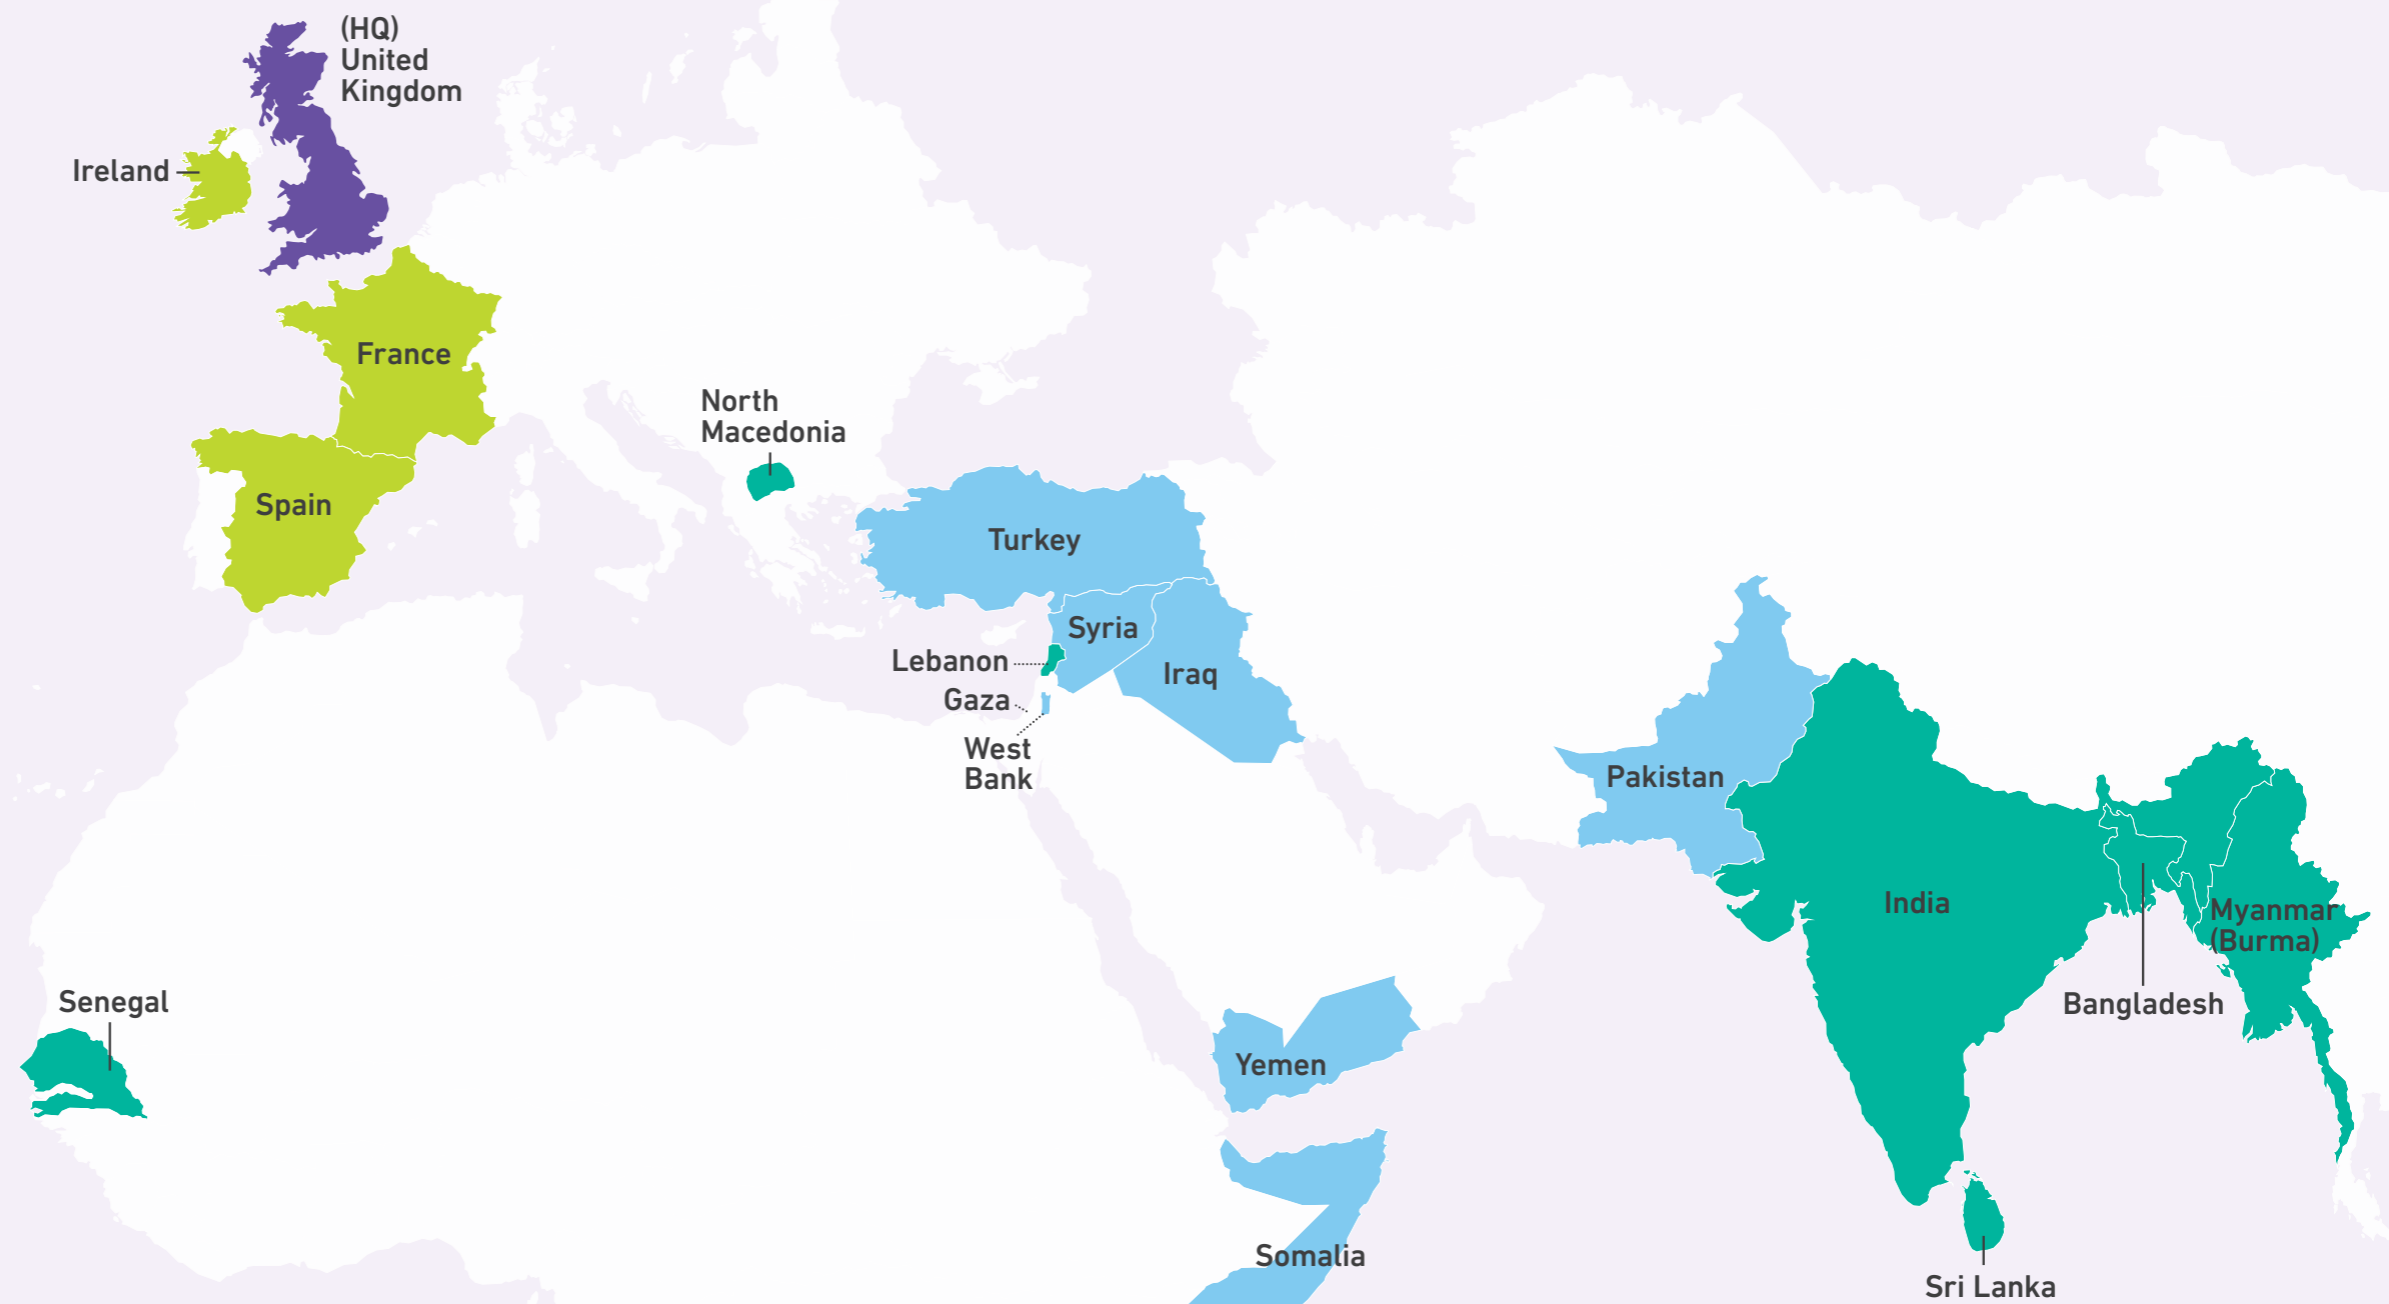 (HQ)
United
Kingdom
Ireland
France
North
Macedonia
Spain
Turkey
Syria
Lebanon
Iraq
Gaza
West
Bank
Pakistan
India
Myanmar
(Burma)
Senegal
Bangladesh
Yemen
Somalia
Sri Lanka